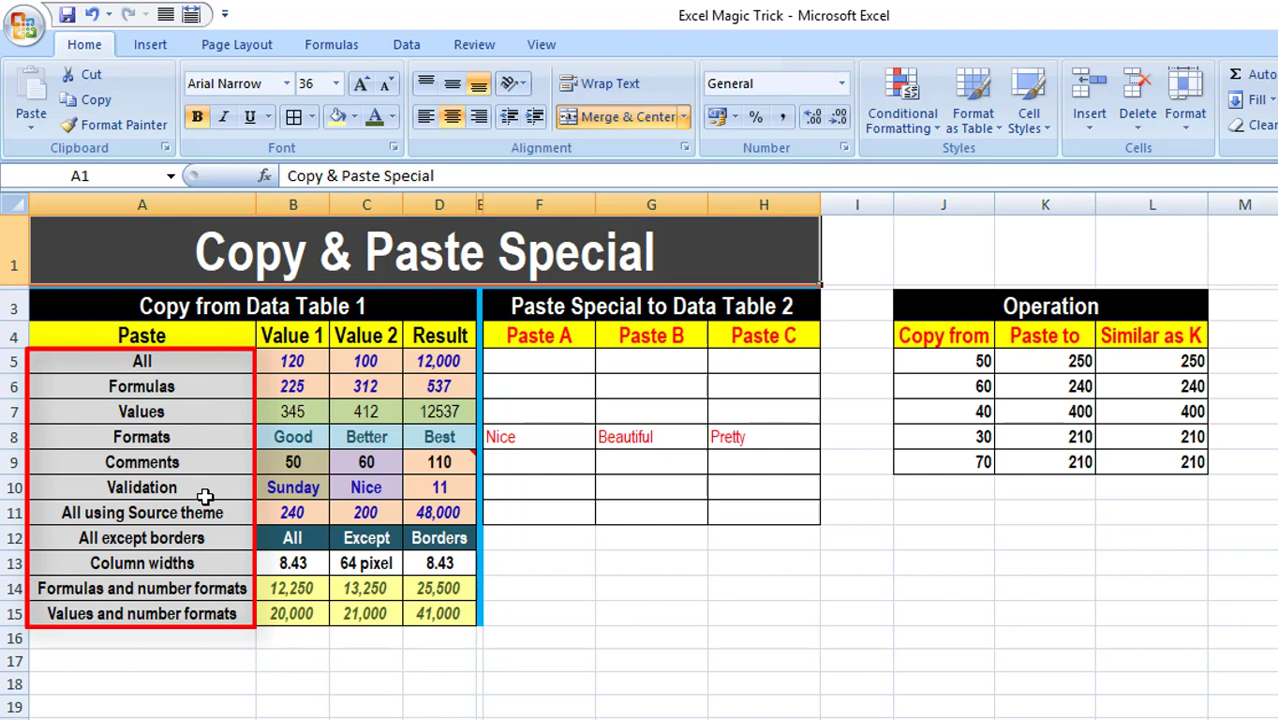 Excel Magic Trick - Microsoft Excel
Home Insert Page Layout Formulas Data Review View
Paste
Cut
Copy
Format Painter
Clipboard
Arial Narrow 36
B I U
Font
Wrap Text
Merge & Center
Alignment
General
Number
Conditional Formatting
Format as Table
Cell Styles
Styles
Insert
Delete
Format
Cells
Auto
Fill
Clear
A1 fx Copy & Paste Special
A B C D E F G H I J K L M
1 Copy & Paste Special
3 Copy from Data Table 1 Paste Special to Data Table 2 Operation
4 Paste Value 1 Value 2 Result Paste A Paste B Paste C Copy from Paste to Similar as K
5 All 120 100 12,000 50 250 250
6 Formulas 225 312 537 60 240 240
7 Values 345 412 12537 40 400 400
8 Formats Good Better Best Nice Beautiful Pretty 30 210 210
9 Comments 50 60 110 70 210 210
10 Validation Sunday Nice 11
11 All using Source theme 240 200 48,000
12 All except borders All Except Borders
13 Column widths 8.43 64 pixel 8.43
14 Formulas and number formats 12,250 13,250 25,500
15 Values and number formats 20,000 21,000 41,000
16
17
18
19